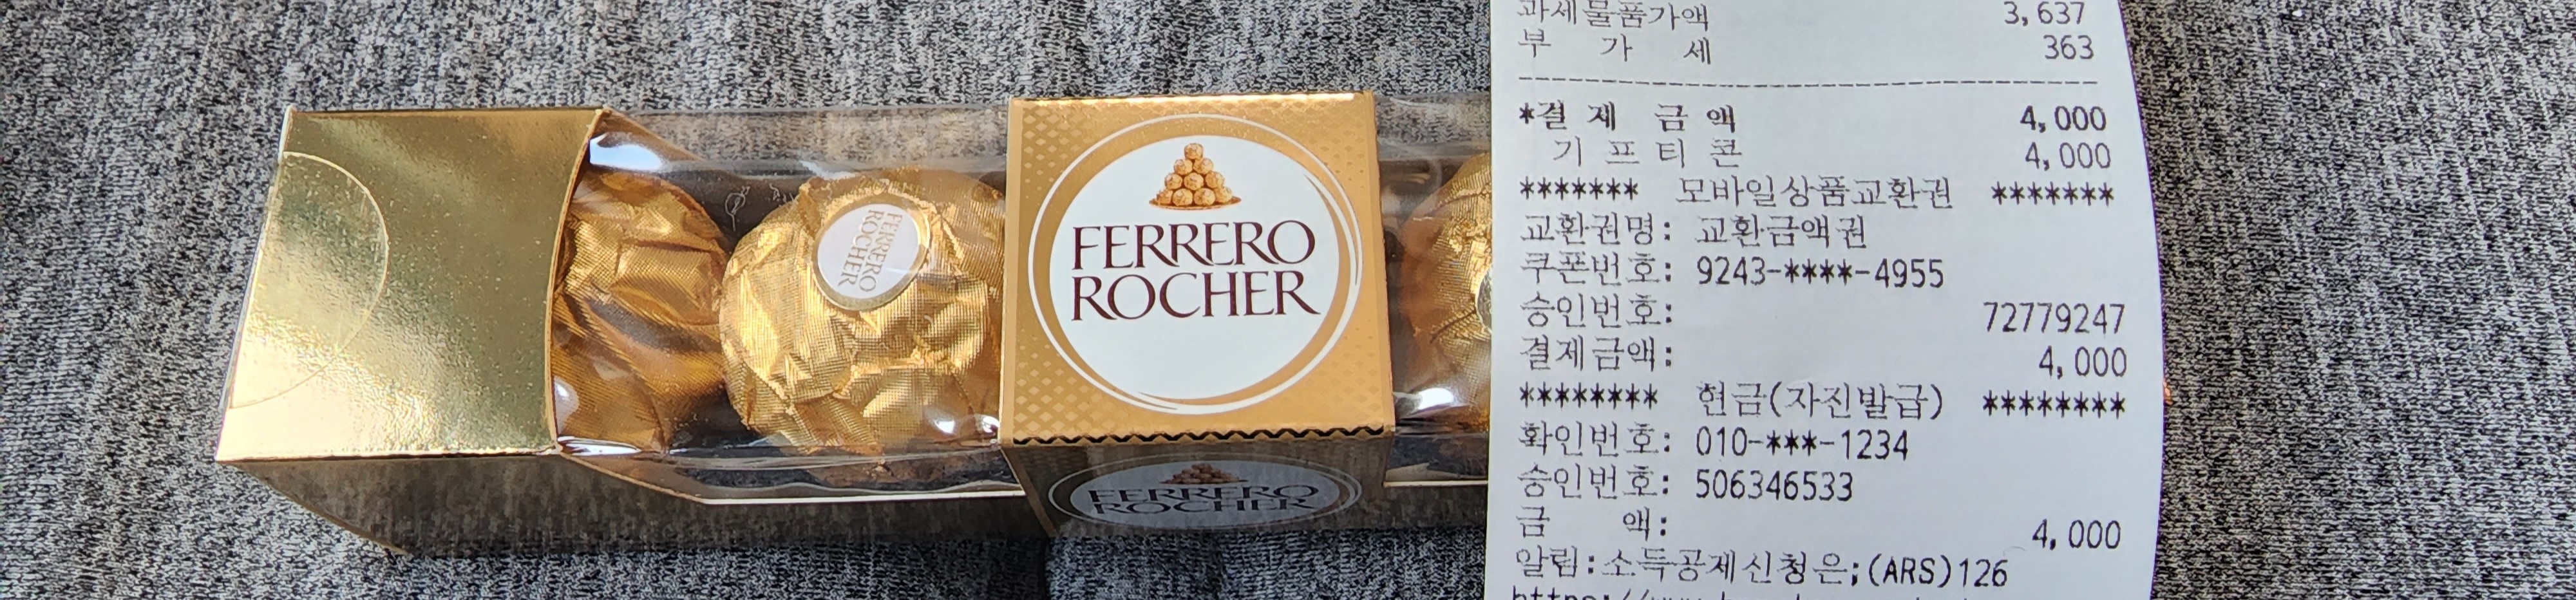 FERRERO
ROCHER
FERRERO
ROCHER
FERRERO
ROCHER
과세물품가액 3,637
부 가 세 363
*결 제 금 액 4,000
기 프 티 콘 4,000
******* 모바일상품교환권 *******
교환권명: 교환금액권
쿠폰번호: 9243-****-4955
승인번호: 72779247
결제금액: 4,000
******** 현금(자진발급) ********
확인번호: 010-***-1234
승인번호: 506346533
금 액: 4,000
알림:소득공제신청은;(ARS)126